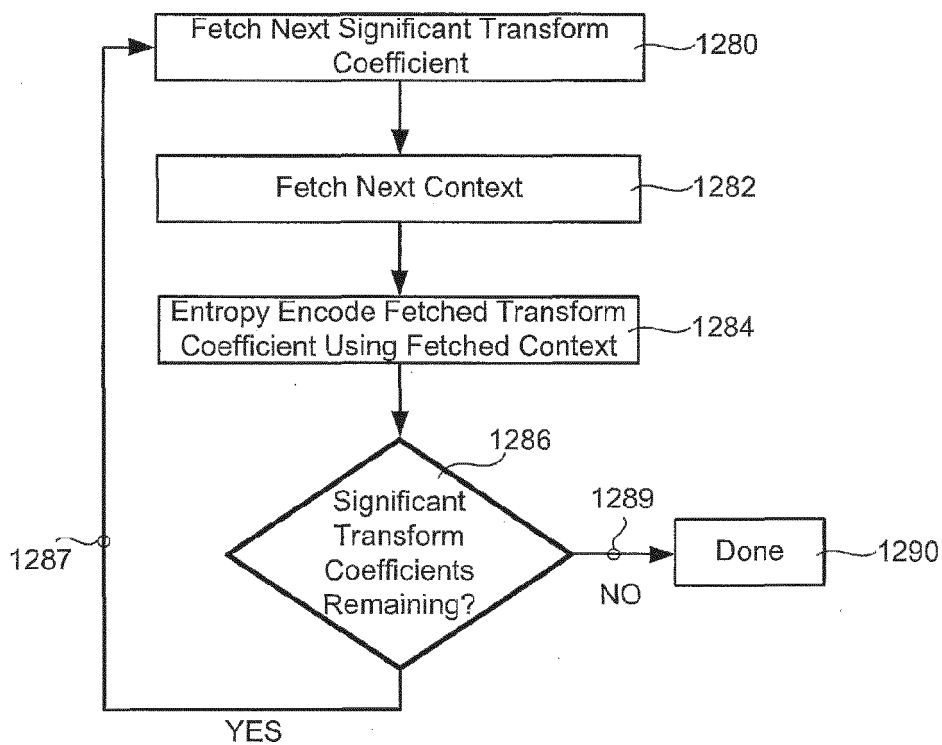 Fetch Next Significant Transform
Coefficient
1280
Fetch Next Context
1282
Entropy Encode Fetched Transform
Coefficient Using Fetched Context
1284
1286
Significant
Transform
Coefficients
Remaining?
1289
NO
Done
1290
1287
YES